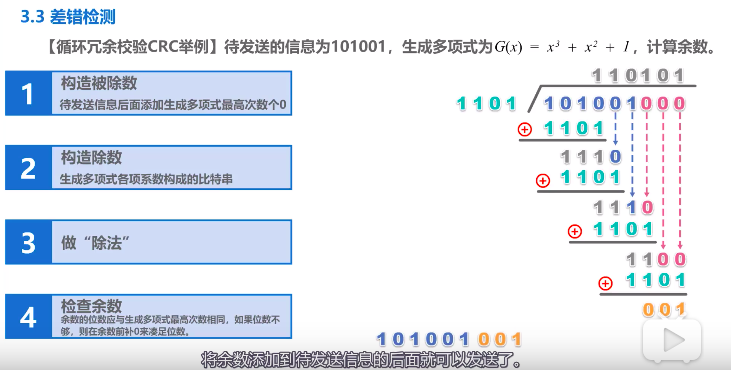 3.3 差错检测
【循环冗余校验CRC举例】待发送的信息为101001，生成多项式为G(x) = x³ + x² + 1，计算余数。
1
构造被除数
待发送信息后面添加生成多项式最高次数个0
2
构造除数
生成多项式各项系数构成的比特串
3
做“除法”
4
检查余数
余数的位数应与生成多项式最高次数相同，如果位数不
够，则在余数前补0来凑足位数。
110101
1101 101001000
1101
1110
1101
1110
1101
1100
1101
001
101001001
将余数添加到待发送信息的后面就可以发送了。